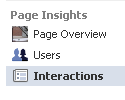 Page Insights
Page Overview
Users
Interactions